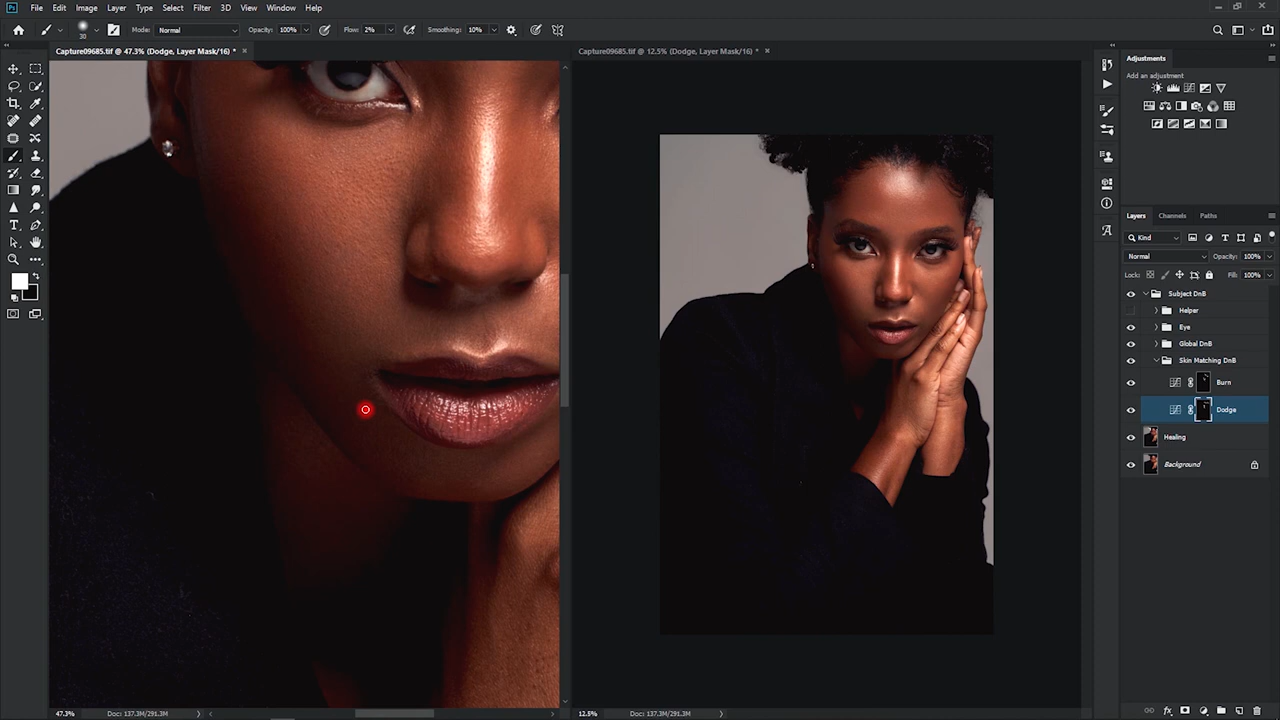 Ps File Edit Image Layer Type Select Filter 3D View Window Help
30 Mode: Normal Opacity: 100% Flow: 2% Smoothing: 10%
Capture09685.tif @ 47.3% (Dodge, Layer Mask/16) * × Capture09685.tif @ 12.5% (Dodge, Layer Mask/16) * ×
Adjustments
Add an adjustment
Layers Channels Paths
Kind
Normal Opacity: 100%
Lock: Fill: 100%
Subject DnB
Helper
Eye
Global DnB
Skin Matching DnB
Burn
Dodge
Healing
Background
47.3% Doc: 137.3M/291.3M 12.5% Doc: 137.3M/291.3M